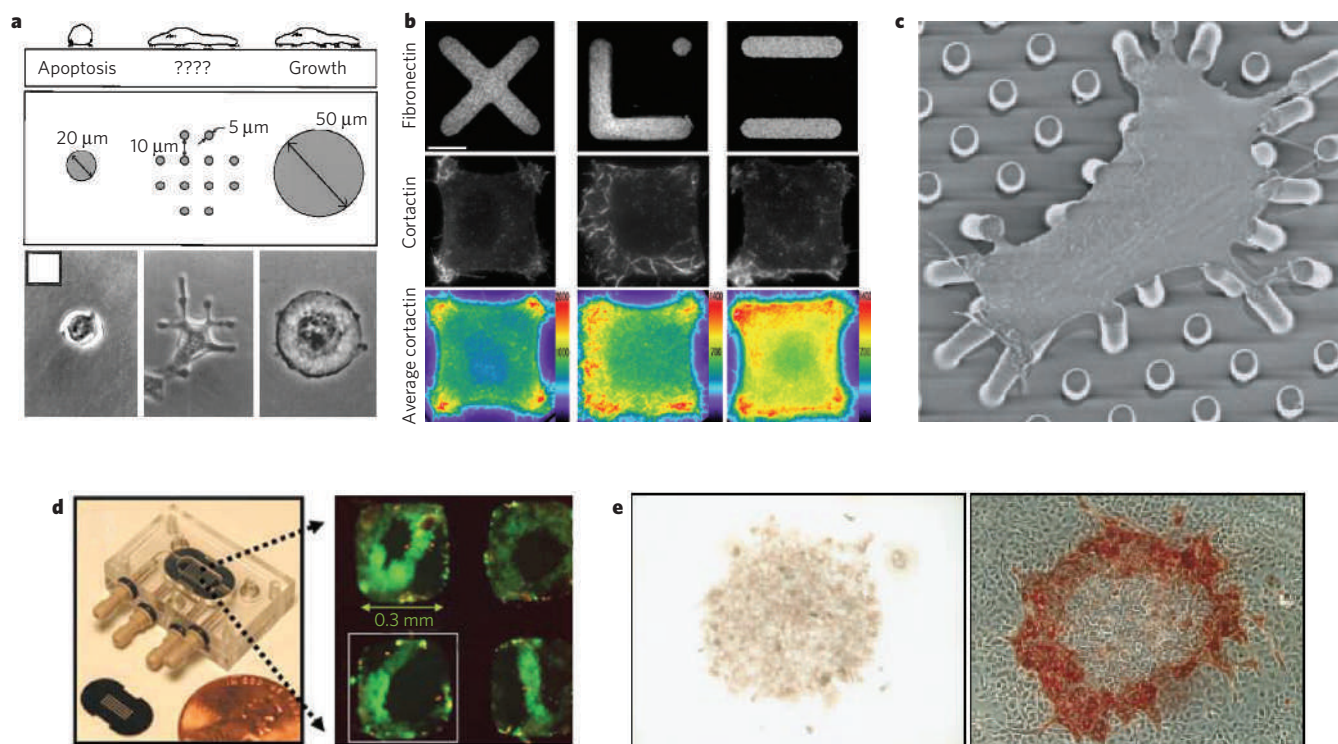 a
Apoptosis
????
Growth
20 µm
10 µm
5 µm
50 µm
b
Fibronectin
Cortactin
Average cortactin
c
d
0.3 mm
e